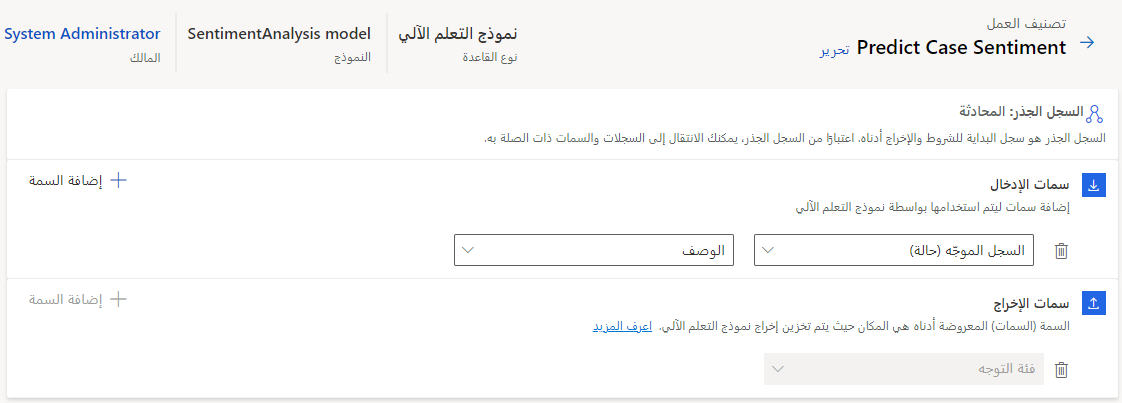 تصنيف العمل
Predict Case Sentiment تحرير
نموذج التعلم الآلي
نوع القاعدة
SentimentAnalysis model
النموذج
System Administrator
المالك
السجل الجذر: المحادثة
السجل الجذر هو سجل البداية للشروط والإخراج أدناه. اعتبارًا من السجل الجذر، يمكنك الانتقال إلى السجلات والسمات ذات الصلة به.
سمات الإدخال
إضافة السمة
إضافة سمات ليتم استخدامها بواسطة نموذج التعلم الآلي
السجل الموجّه (حالة)
الوصف
سمات الإخراج
إضافة السمة
السمة (السمات) المعروضة أدناه هي المكان حيث يتم تخزين إخراج نموذج التعلم الآلي. اعرف المزيد
فئة التوجه